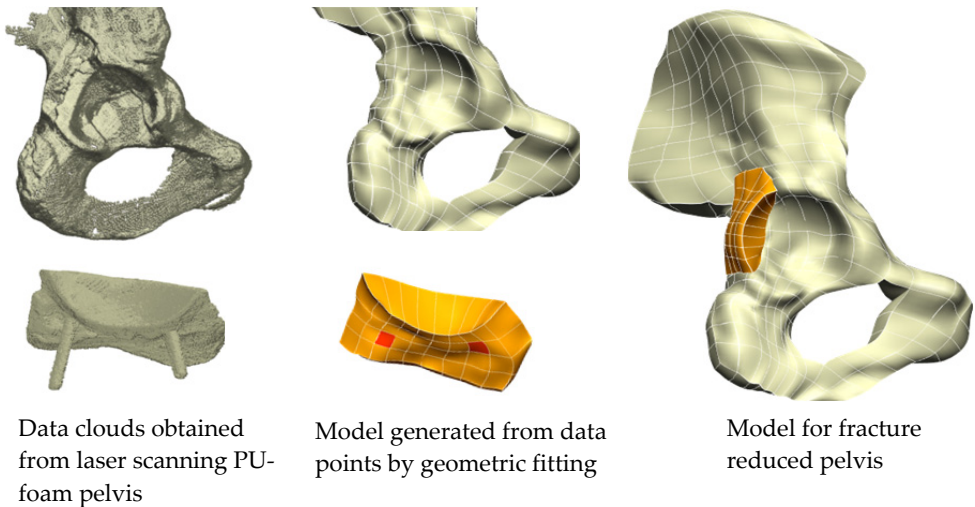 Data clouds obtained
from laser scanning PU-
foam pelvis
Model generated from data
points by geometric fitting
Model for fracture
reduced pelvis